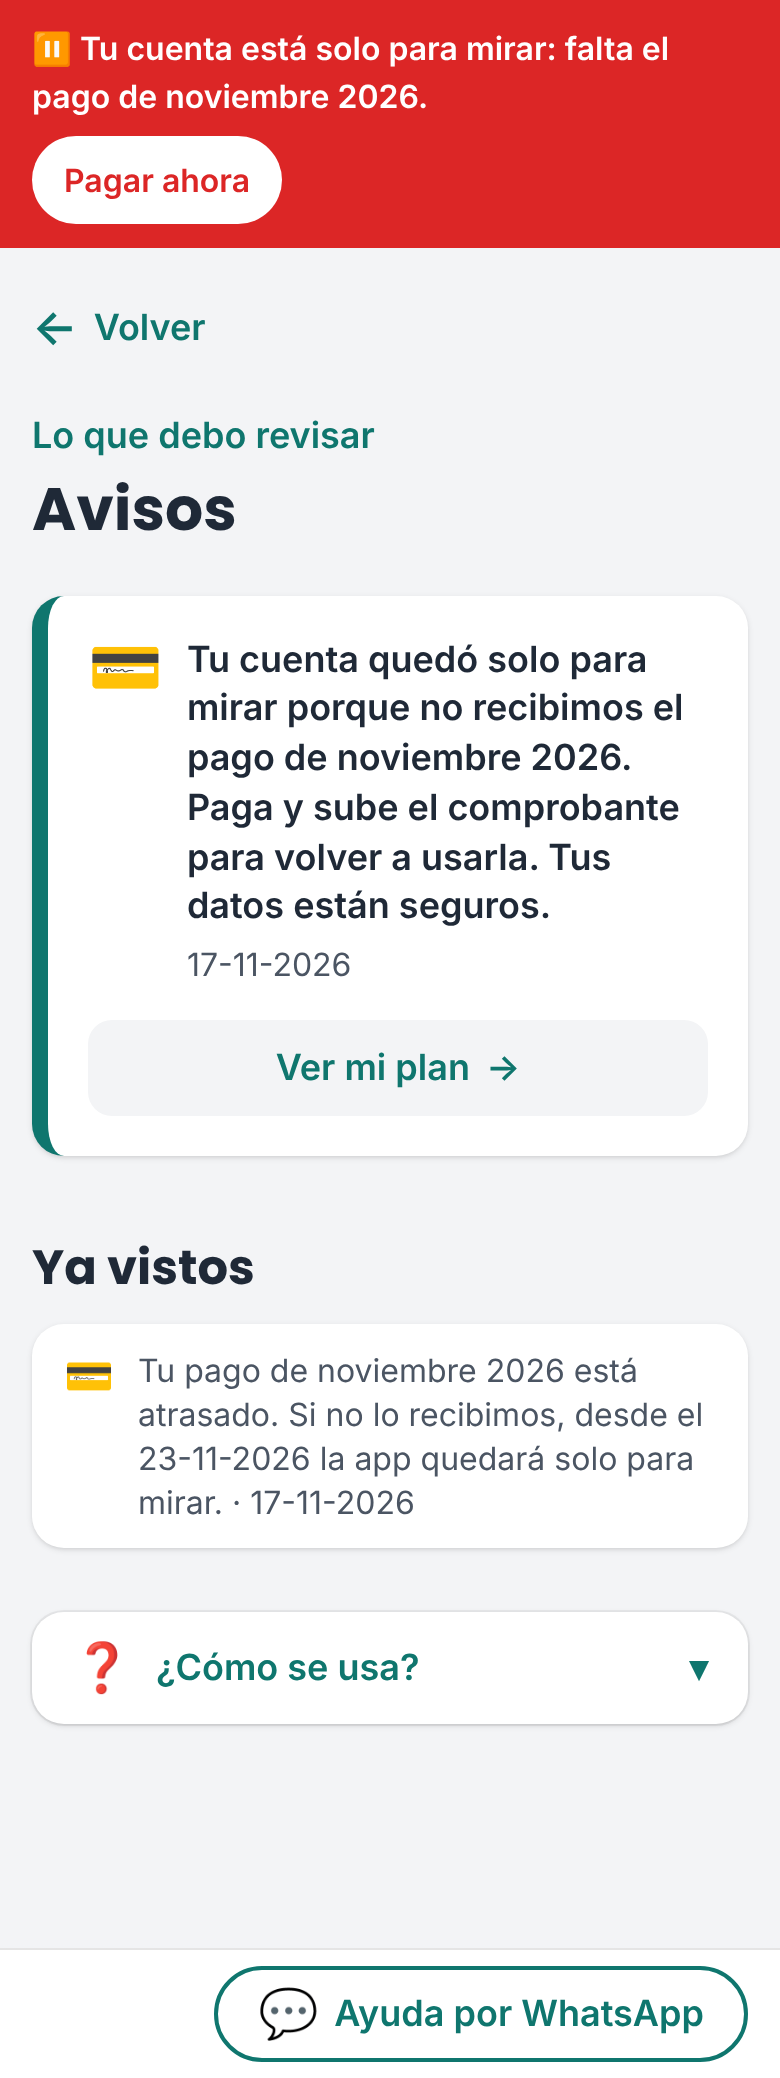 ⏸️ Tu cuenta está solo para mirar: falta el
pago de noviembre 2026.
Pagar ahora
← Volver
Lo que debo revisar
Avisos
Tu cuenta quedó solo para
mirar porque no recibimos el
pago de noviembre 2026.
Paga y sube el comprobante
para volver a usarla. Tus
datos están seguros.
17-11-2026
Ver mi plan →
Ya vistos
Tu pago de noviembre 2026 está
atrasado. Si no lo recibimos, desde el
23-11-2026 la app quedará solo para
mirar. · 17-11-2026
❓ ¿Cómo se usa? ▼
💬 Ayuda por WhatsApp